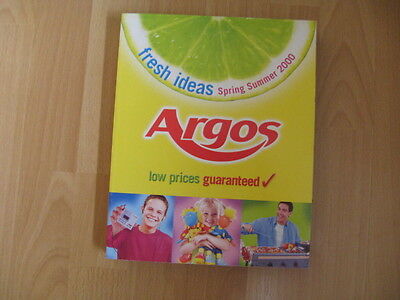 fresh ideas Spring Summer 2000
Argos
low prices guaranteed ✓